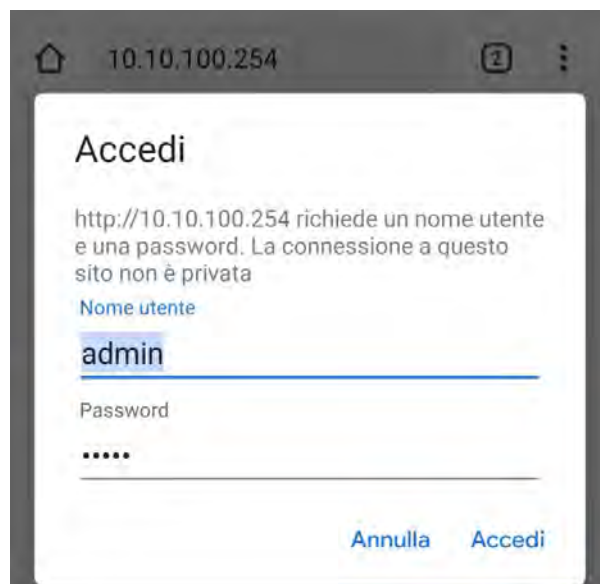 10.10.100.254
2
Accedi
http://10.10.100.254 richiede un nome utente
e una password. La connessione a questo
sito non è privata
Nome utente
admin
Password
•••••
Annulla
Accedi